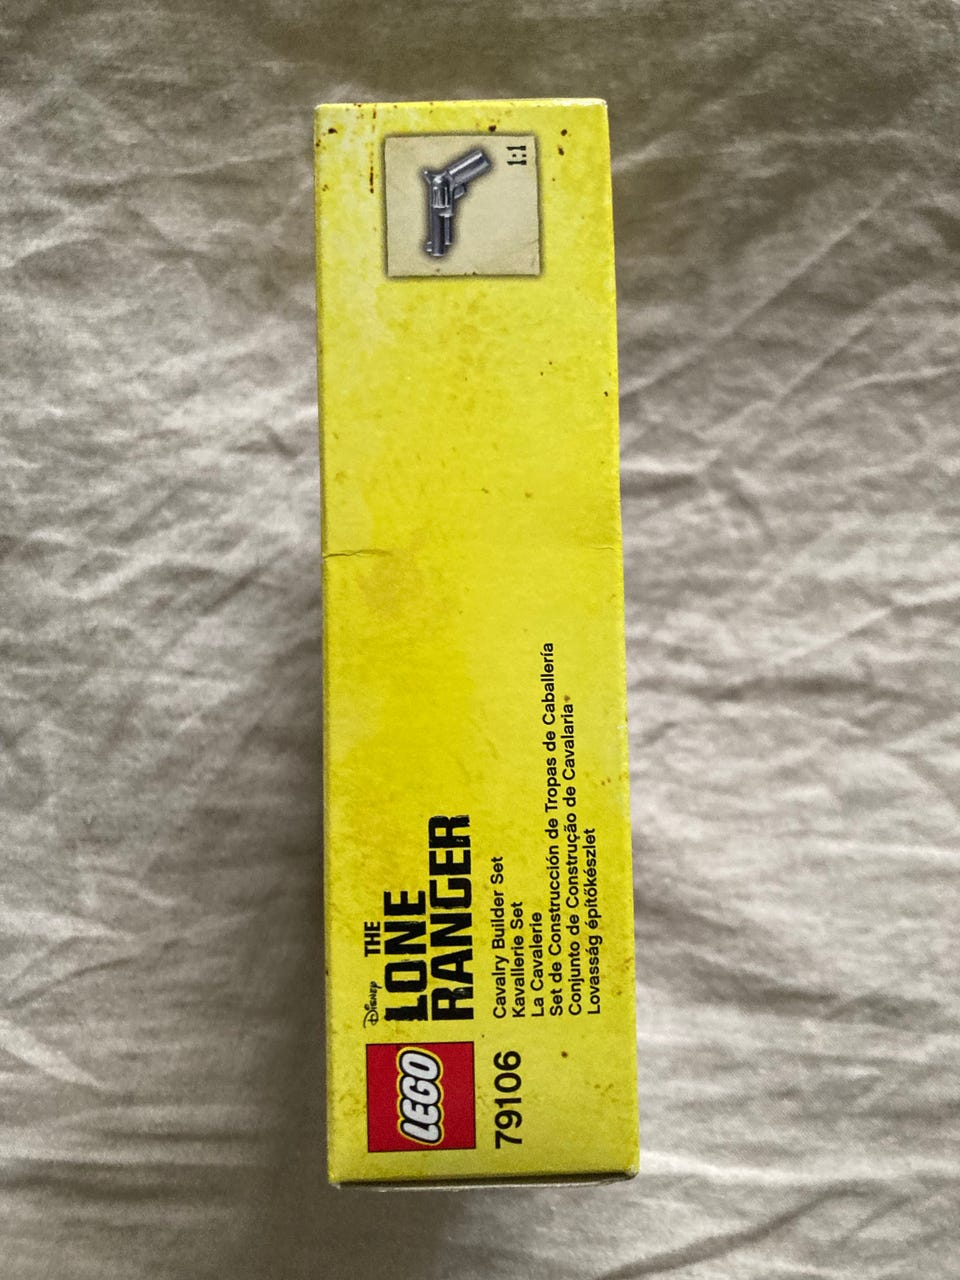 LEGO
Disney
THE
LONE
RANGER
79106
Cavalry Builder Set
Kavallerie Set
La Cavalerie
Set de Construcción de Tropas de Caballería
Conjunto de Construção de Cavalaria
Lovasság építőkészlet
1:1